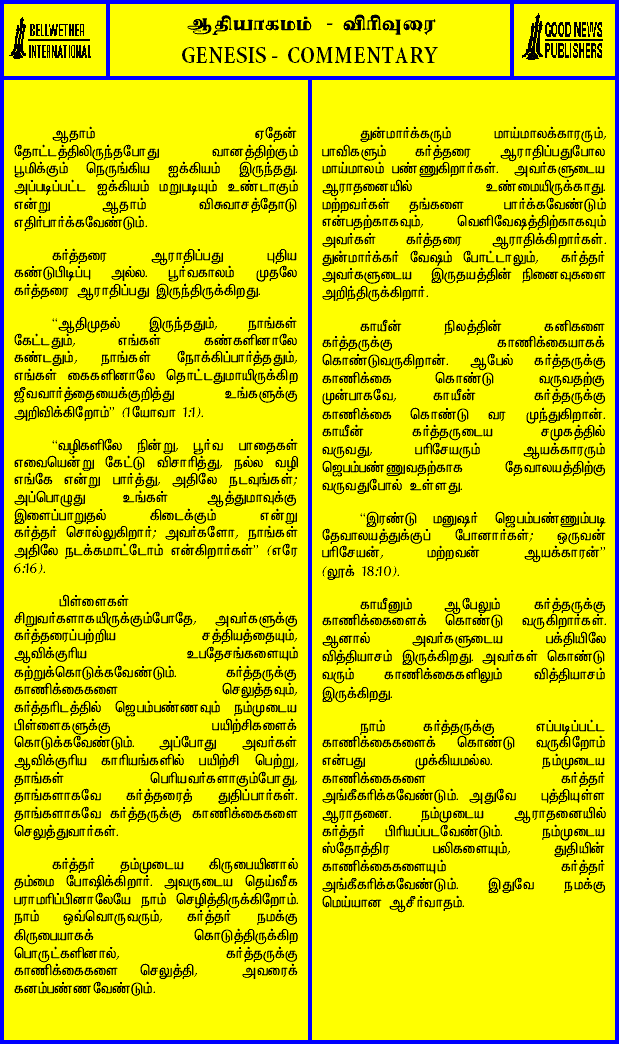 BELLWETHER
INTERNATIONAL
ஆதியாகமம் - விரிவுரை
GENESIS - COMMENTARY
GOOD NEWS
PUBLISHERS
ஆதாம் ஏதேன்
தோட்டத்திலிருந்தபோது வானத்திற்கும்
பூமிக்கும் நெருங்கிய ஐக்கியம் இருந்தது.
அப்படிப்பட்ட ஐக்கியம் மறுபடியும் உண்டாகும்
என்று ஆதாம் விசுவாசத்தோடு
எதிர்பார்க்கவேண்டும்.
கர்த்தரை ஆராதிப்பது புதிய
கண்டுபிடிப்பு அல்ல. பூர்வகாலம் முதலே
கர்த்தரை ஆராதிப்பது இருந்திருக்கிறது.
“ஆதிமுதல் இருந்ததும், நாங்கள்
கேட்டதும், எங்கள் கண்களினாலே
கண்டதும், நாங்கள் நோக்கிப்பார்த்ததும்,
எங்கள் கைகளினாலே தொட்டதுமாயிருக்கிற
ஜீவவார்த்தையைக்குறித்து உங்களுக்கு
அறிவிக்கிறோம்” (1யோவா 1:1).
“வழிகளிலே நின்று, பூர்வ பாதைகள்
எவையென்று கேட்டு விசாரித்து, நல்ல வழி
எங்கே என்று பார்த்து, அதிலே நடவுங்கள்;
அப்பொழுது உங்கள் ஆத்துமாவுக்கு
இளைப்பாறுதல் கிடைக்கும் என்று
கர்த்தர் சொல்லுகிறார்; அவர்களோ, நாங்கள்
அதிலே நடக்கமாட்டோம் என்கிறார்கள்” (எரே
6:16).
பிள்ளைகள்
சிறுவர்களாகயிருக்கும்போதே, அவர்களுக்கு
கர்த்தரைப்பற்றிய சத்தியத்தையும்,
ஆவிக்குரிய உபதேசங்களையும்
கற்றுக்கொடுக்கவேண்டும். கர்த்தருக்கு
காணிக்கைகளை செலுத்தவும்,
கர்த்தரிடத்தில் ஜெபம்பண்ணவும் நம்முடைய
பிள்ளைகளுக்கு பயிற்சிகளைக்
கொடுக்கவேண்டும். அப்போது அவர்கள்
ஆவிக்குரிய காரியங்களில் பயிற்சி பெற்று,
தாங்கள் பெரியவர்களாகும்போது,
தாங்களாகவே கர்த்தரைத் துதிப்பார்கள்.
தாங்களாகவே கர்த்தருக்கு காணிக்கைகளை
செலுத்துவார்கள்.
கர்த்தர் தம்முடைய கிருபையினால்
தம்மை போஷிக்கிறார். அவருடைய தெய்வீக
பராமரிப்பினாலேயே நாம் செழித்திருக்கிறோம்.
நாம் ஒவ்வொருவரும், கர்த்தர் நமக்கு
கிருபையாகக் கொடுத்திருக்கிற
பொருட்களினால், கர்த்தருக்கு
காணிக்கைகளை செலுத்தி, அவரைக்
கனம்பண்ணவேண்டும்.
துன்மார்க்கரும் மாய்மாலக்காரரும்,
பாவிகளும் கர்த்தரை ஆராதிப்பதுபோல
மாய்மாலம் பண்ணுகிறார்கள். அவர்களுடைய
ஆராதனையில் உண்மையிருக்காது.
மற்றவர்கள் தங்களை பார்க்கவேண்டும்
என்பதற்காகவும், வெளிவேஷத்திற்காகவும்
அவர்கள் கர்த்தரை ஆராதிக்கிறார்கள்.
துன்மார்க்கர் வேஷம் போட்டாலும், கர்த்தர்
அவர்களுடைய இருதயத்தின் நினைவுகளை
அறிந்திருக்கிறார்.
காயீன் நிலத்தின் கனிகளை
கர்த்தருக்கு காணிக்கையாகக்
கொண்டுவருகிறான். ஆபேல் கர்த்தருக்கு
காணிக்கை கொண்டு வருவதற்கு
முன்பாகவே, காயீன் கர்த்தருக்கு
காணிக்கை கொண்டு வர முந்துகிறான்.
காயீன் கர்த்தருடைய சமுகத்தில்
வருவது, பரிசேயரும் ஆயக்காரரும்
ஜெபம்பண்ணுவதற்காக தேவாலயத்திற்கு
வருவதுபோல் உள்ளது.
“இரண்டு மனுஷர் ஜெபம்பண்ணும்படி
தேவாலயத்துக்குப் போனார்கள்; ஒருவன்
பரிசேயன், மற்றவன் ஆயக்காரன்”
(லூக் 18:10).
காயீனும் ஆபேலும் கர்த்தருக்கு
காணிக்கைகளைக் கொண்டு வருகிறார்கள்.
ஆனால் அவர்களுடைய பக்தியிலே
வித்தியாசம் இருக்கிறது. அவர்கள் கொண்டு
வரும் காணிக்கைகளிலும் வித்தியாசம்
இருக்கிறது.
நாம் கர்த்தருக்கு எப்படிப்பட்ட
காணிக்கைகளைக் கொண்டு வருகிறோம்
என்பது முக்கியமல்ல. நம்முடைய
காணிக்கைகளை கர்த்தர்
அங்கீகரிக்கவேண்டும். அதுவே புத்தியுள்ள
ஆராதனை. நம்முடைய ஆராதனையில்
கர்த்தர் பிரியப்படவேண்டும். நம்முடைய
ஸ்தோத்திர பலிகளையும், துதியின்
காணிக்கைகளையும் கர்த்தர்
அங்கீகரிக்கவேண்டும். இதுவே நமக்கு
மெய்யான ஆசீர்வாதம்.